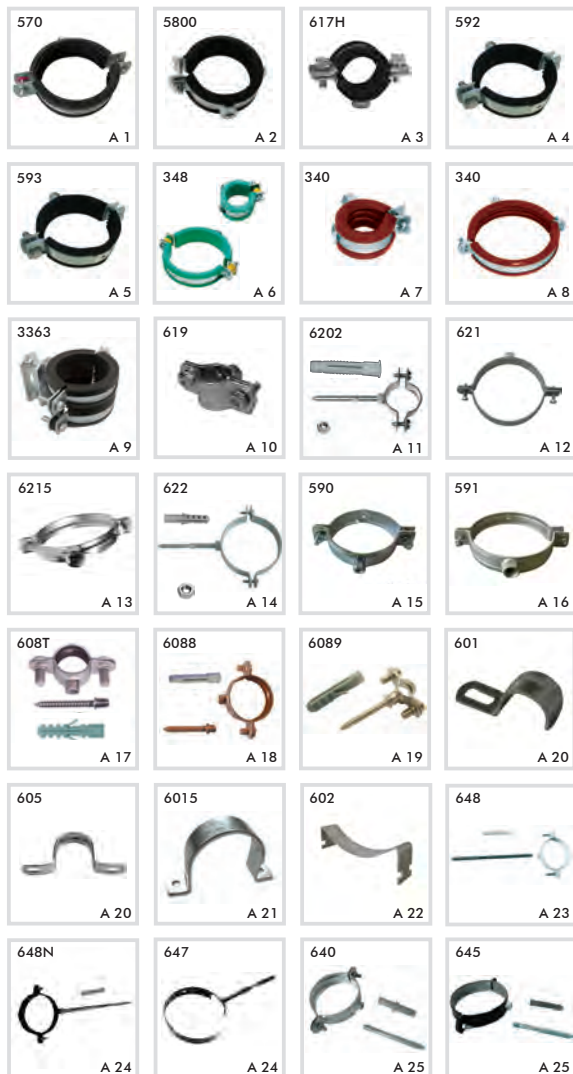 570
A 1
5800
A 2
617H
A 3
592
A 4
593
A 5
348
A 6
340
A 7
340
A 8
3363
A 9
619
A 10
6202
A 11
621
A 12
6215
A 13
622
A 14
590
A 15
591
A 16
608T
A 17
6088
A 18
6089
A 19
601
A 20
605
A 20
6015
A 21
602
A 22
648
A 23
648N
A 24
647
A 24
640
A 25
645
A 25